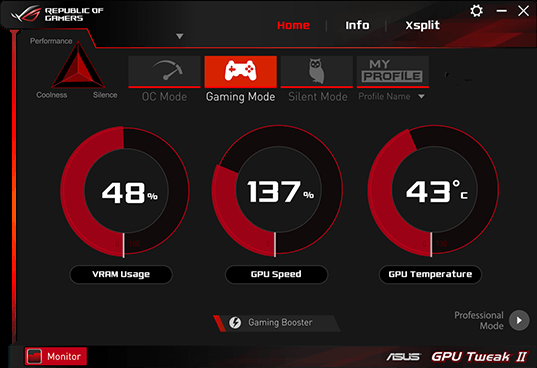 REPUBLIC OF
GAMERS
Home
Info
Xsplit
Performance
Coolness
Silence
OC Mode
Gaming Mode
Silent Mode
MY
PROFILE
Profile Name
48%
137%
43°C
VRAM Usage
GPU Speed
GPU Temperature
Gaming Booster
Professional
Mode
Monitor
ASUS GPU Tweak II